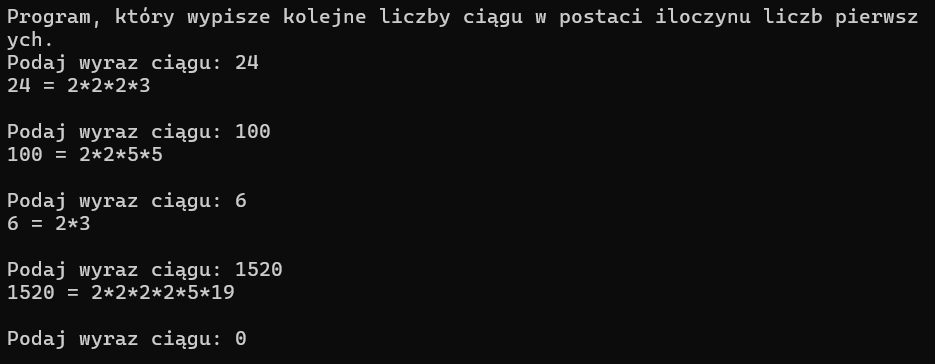 Program, który wypisze kolejne liczby ciągu w postaci iloczynu liczb pierwsz
ych.
Podaj wyraz ciągu: 24
24 = 2*2*2*3
Podaj wyraz ciągu: 100
100 = 2*2*5*5
Podaj wyraz ciągu: 6
6 = 2*3
Podaj wyraz ciągu: 1520
1520 = 2*2*2*2*5*19
Podaj wyraz ciągu: 0